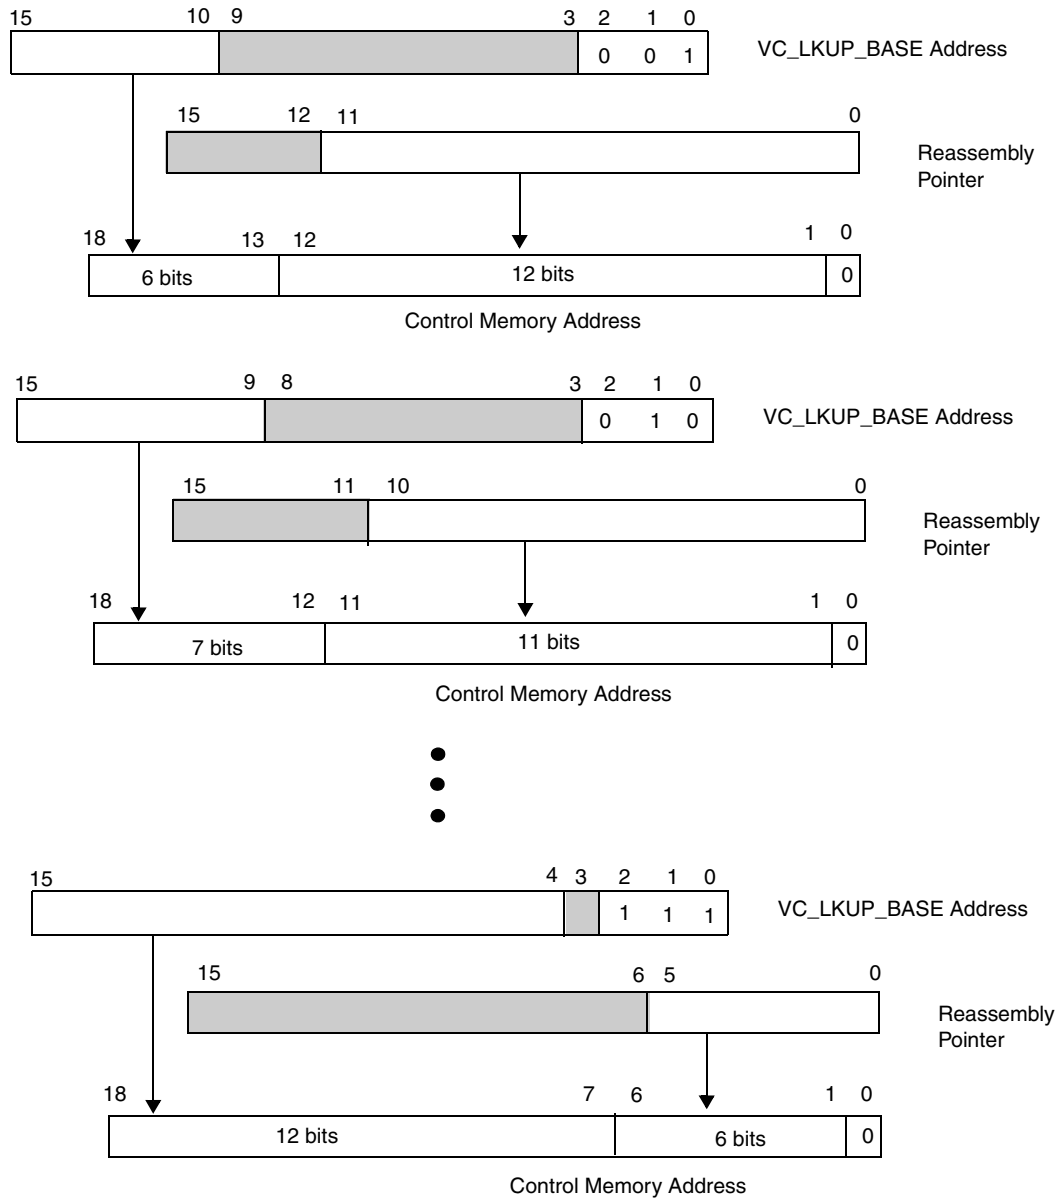 15 10 9 3 2 1 0
0 0 1 VC_LKUP_BASE Address
15 12 11 0
Reassembly
Pointer
18 13 12 1 0
6 bits 12 bits 0
Control Memory Address
15 9 8 3 2 1 0
0 1 0 VC_LKUP_BASE Address
15 11 10 0
Reassembly
Pointer
18 12 11 1 0
7 bits 11 bits 0
Control Memory Address
15 4 3 2 1 0
1 1 1 VC_LKUP_BASE Address
15 6 5 0
Reassembly
Pointer
18 7 6 1 0
12 bits 6 bits 0
Control Memory Address